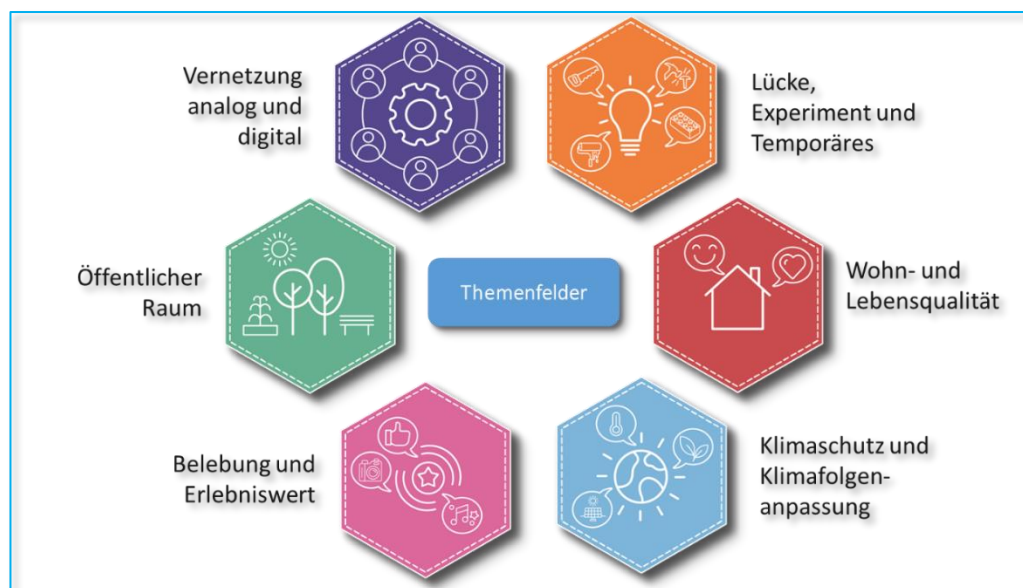 Vernetzung
analog und
digital
Lücke,
Experiment und
Temporäres
Öffentlicher
Raum
Themenfelder
Wohn- und
Lebensqualität
Belebung und
Erlebniswert
Klimaschutz und
Klimafolgen-
anpassung